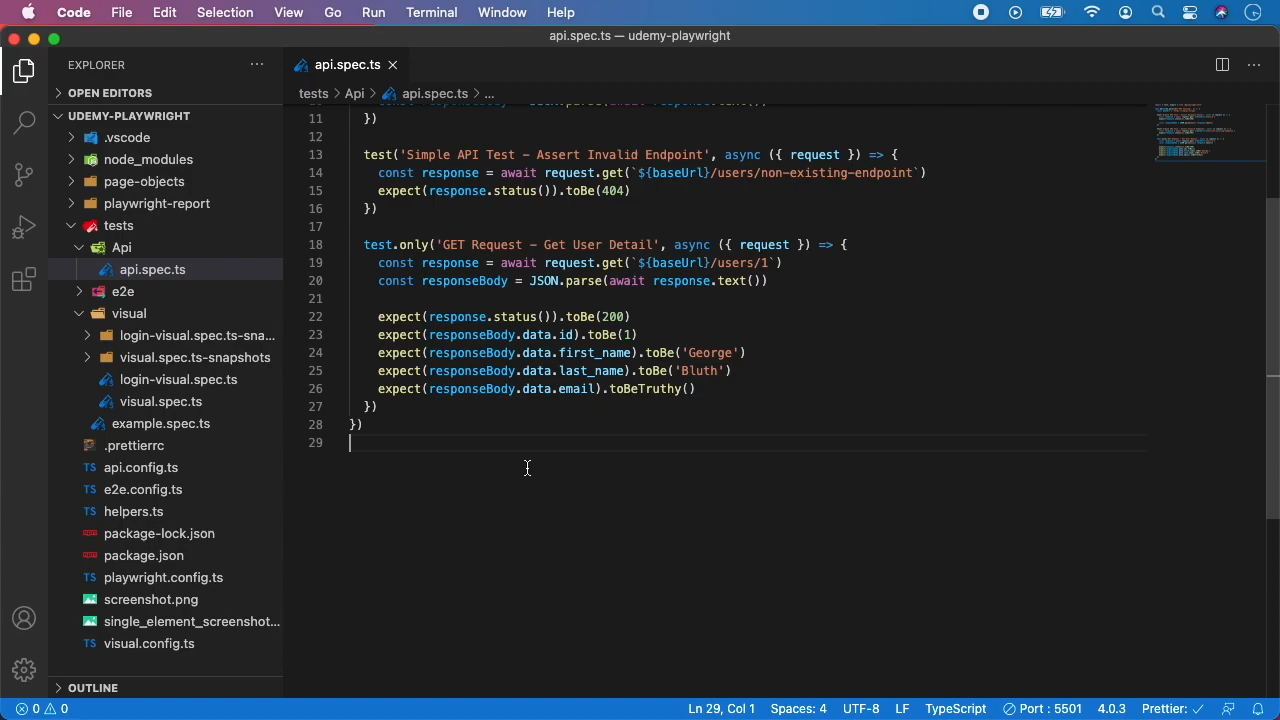 Code File Edit Selection View Go Run Terminal Window Help
api.spec.ts — udemy-playwright
EXPLORER
OPEN EDITORS
UDEMY-PLAYWRIGHT
.vscode
node_modules
page-objects
playwright-report
tests
Api
api.spec.ts
e2e
visual
login-visual.spec.ts-sna...
visual.spec.ts-snapshots
login-visual.spec.ts
visual.spec.ts
example.spec.ts
.prettierrc
TS api.config.ts
TS e2e.config.ts
TS helpers.ts
package-lock.json
package.json
TS playwright.config.ts
screenshot.png
single_element_screenshot...
TS visual.config.ts
OUTLINE
api.spec.ts
tests > Api > api.spec.ts > ...
11 })
12
13 test('Simple API Test - Assert Invalid Endpoint', async ({ request }) => {
14 const response = await request.get(`${baseUrl}/users/non-existing-endpoint`)
15 expect(response.status()).toBe(404)
16 })
17
18 test.only('GET Request - Get User Detail', async ({ request }) => {
19 const response = await request.get(`${baseUrl}/users/1`)
20 const responseBody = JSON.parse(await response.text())
21
22 expect(response.status()).toBe(200)
23 expect(responseBody.data.id).toBe(1)
24 expect(responseBody.data.first_name).toBe('George')
25 expect(responseBody.data.last_name).toBe('Bluth')
26 expect(responseBody.data.email).toBeTruthy()
27 })
28 })
29
0 0 Ln 29, Col 1 Spaces: 4 UTF-8 LF TypeScript Port : 5501 4.0.3 Prettier: ✓